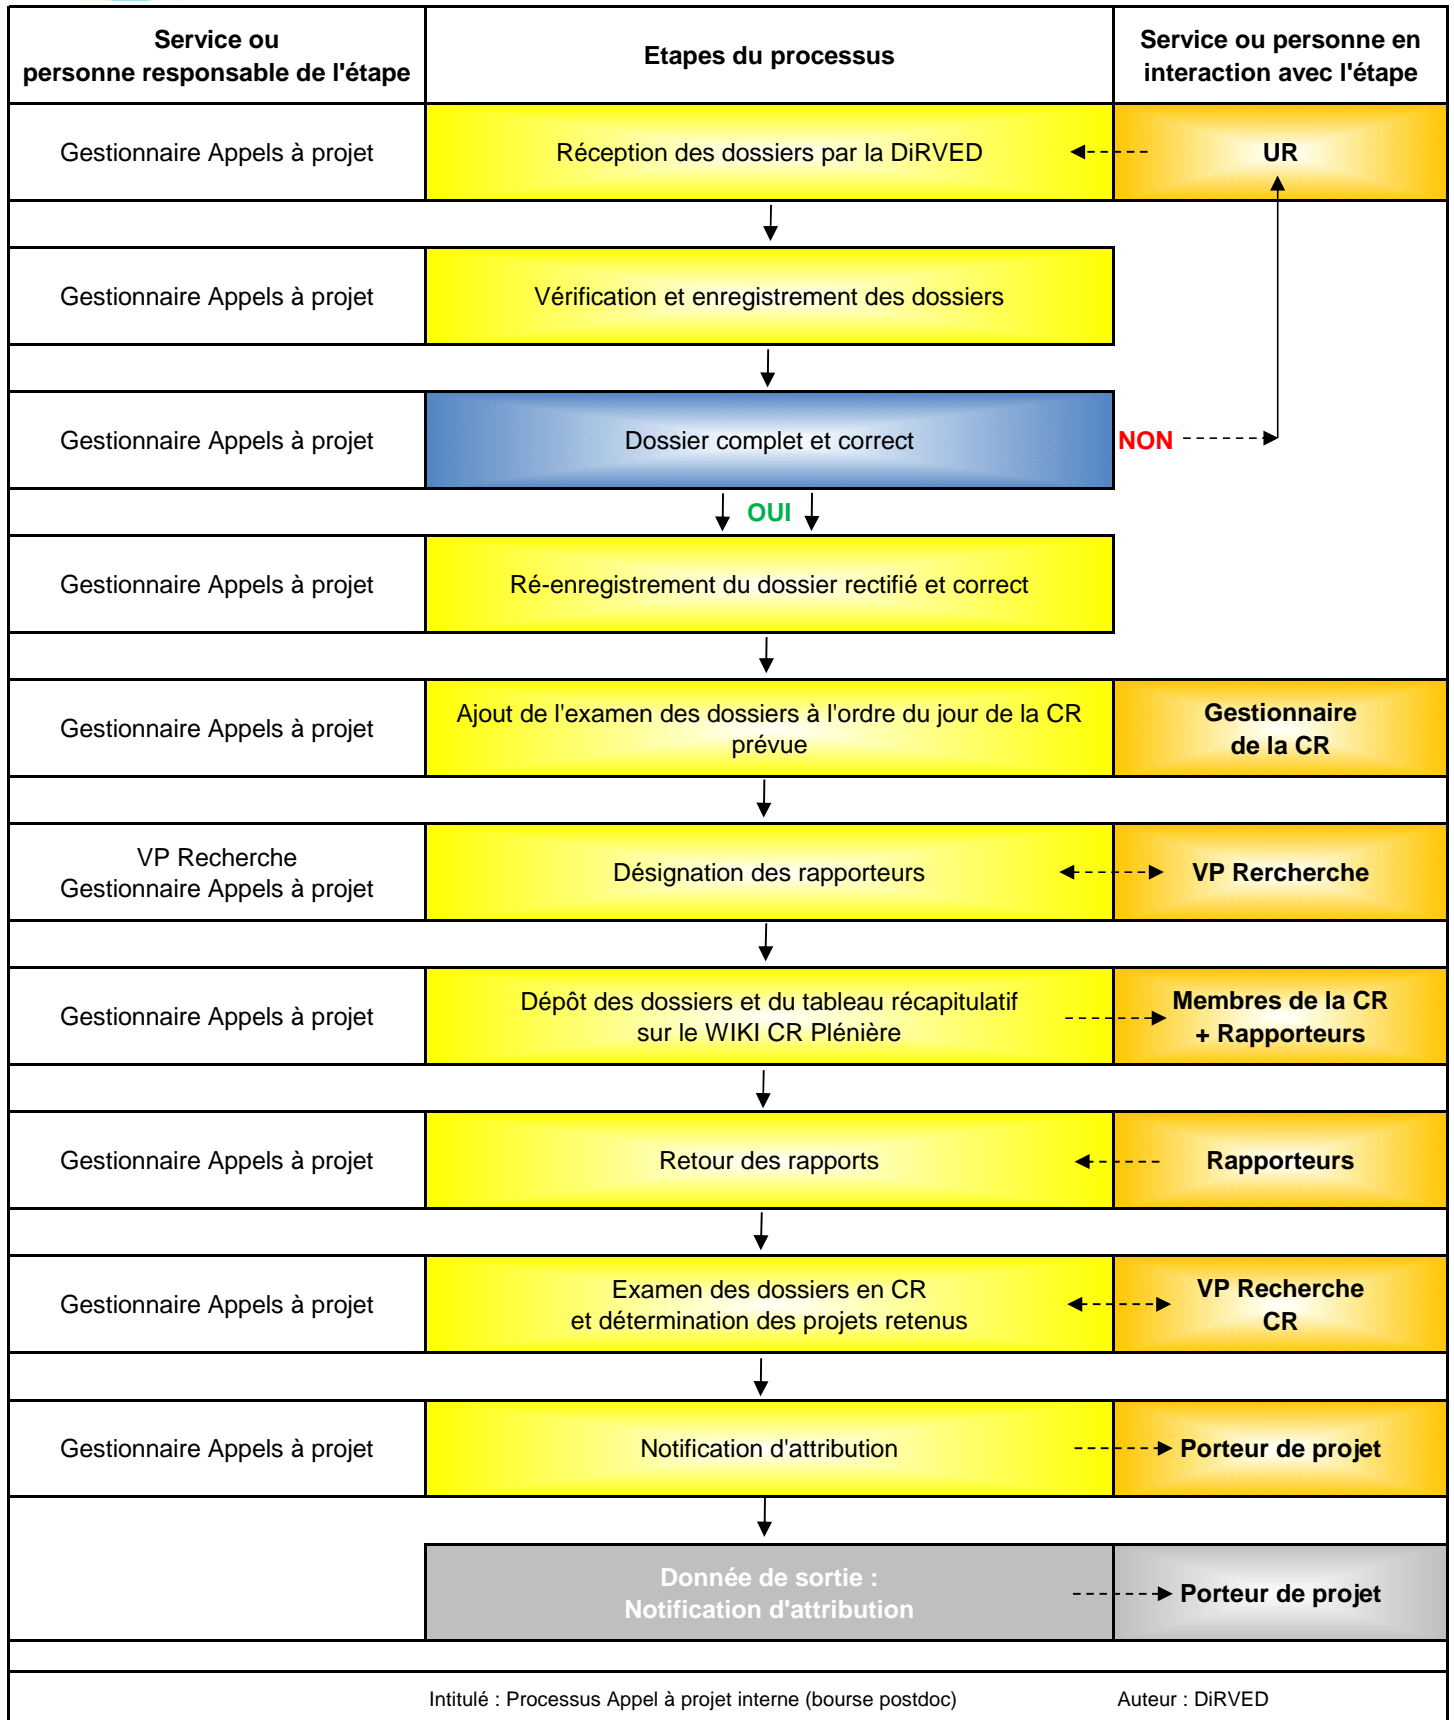 Service ou
personne responsable de l'étape
Etapes du processus
Service ou personne en
interaction avec l'étape
Gestionnaire Appels à projet
Réception des dossiers par la DiRVED
UR
Gestionnaire Appels à projet
Vérification et enregistrement des dossiers
Gestionnaire Appels à projet
Dossier complet et correct
NON
OUI
Gestionnaire Appels à projet
Ré-enregistrement du dossier rectifié et correct
Gestionnaire Appels à projet
Ajout de l'examen des dossiers à l'ordre du jour de la CR
prévue
Gestionnaire
de la CR
VP Recherche
Gestionnaire Appels à projet
Désignation des rapporteurs
VP Rercherche
Gestionnaire Appels à projet
Dépôt des dossiers et du tableau récapitulatif
sur le WIKI CR Plénière
Membres de la CR
+ Rapporteurs
Gestionnaire Appels à projet
Retour des rapports
Rapporteurs
Gestionnaire Appels à projet
Examen des dossiers en CR
et détermination des projets retenus
VP Recherche
CR
Gestionnaire Appels à projet
Notification d'attribution
Porteur de projet
Donnée de sortie :
Notification d'attribution
Porteur de projet
Intitulé : Processus Appel à projet interne (bourse postdoc)
Auteur : DiRVED